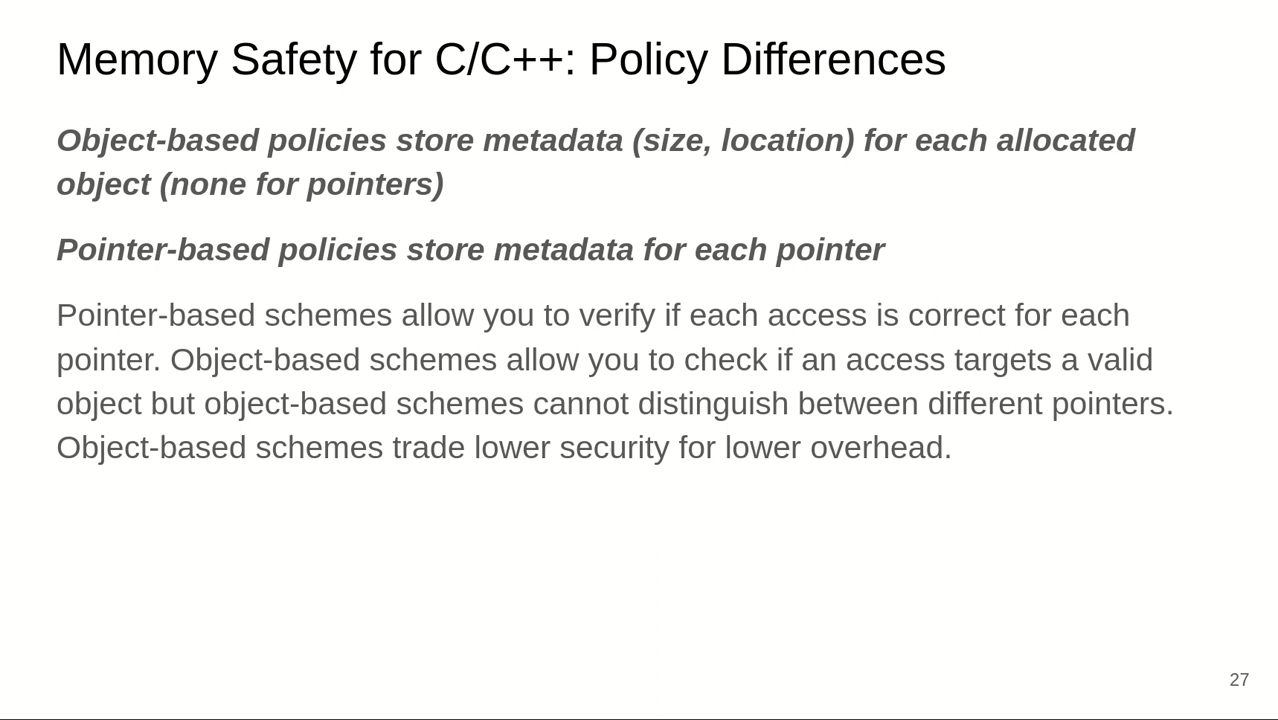 Memory Safety for C/C++: Policy Differences
Object-based policies store metadata (size, location) for each allocated
object (none for pointers)
Pointer-based policies store metadata for each pointer
Pointer-based schemes allow you to verify if each access is correct for each
pointer. Object-based schemes allow you to check if an access targets a valid
object but object-based schemes cannot distinguish between different pointers.
Object-based schemes trade lower security for lower overhead.
27